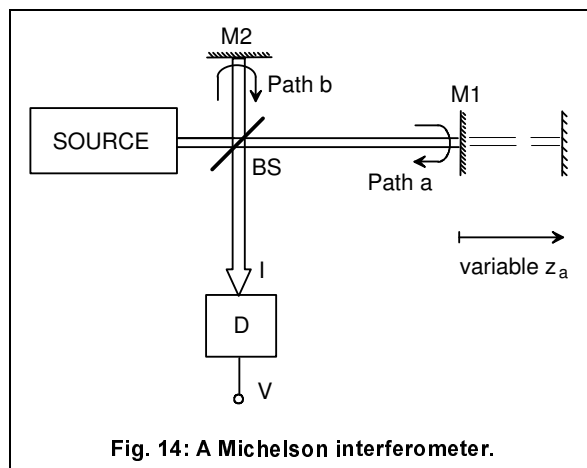 M2
Path b
M1
SOURCE
BS
Path a
variable z a
I
D
V
Fig. 14: A Michelson interferometer.